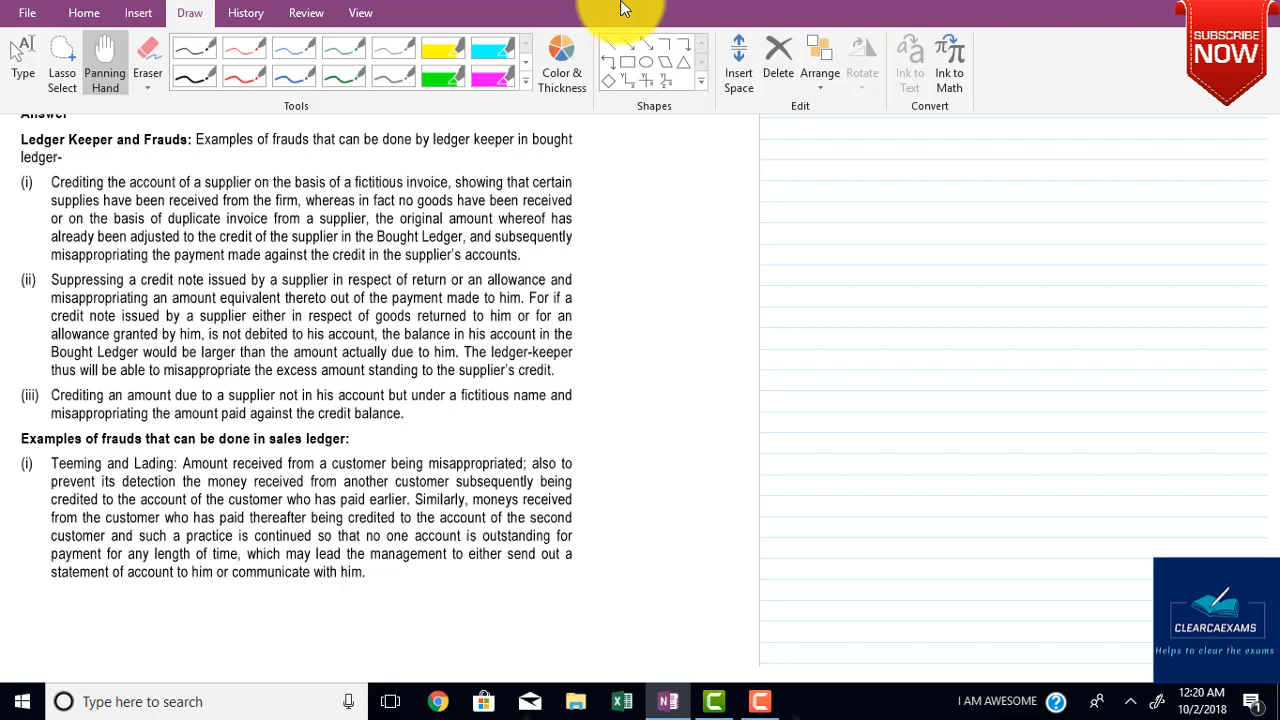 File Home Insert Draw History Review View
SUBSCRIBE
NOW
Type Lasso Select Panning Hand Eraser Color & Thickness Insert Space Delete Arrange Rotate Ink to Text Ink to Math
Tools Shapes Edit Convert
Answer
Ledger Keeper and Frauds: Examples of frauds that can be done by ledger keeper in bought
ledger-
(i) Crediting the account of a supplier on the basis of a fictitious invoice, showing that certain
supplies have been received from the firm, whereas in fact no goods have been received
or on the basis of duplicate invoice from a supplier, the original amount whereof has
already been adjusted to the credit of the supplier in the Bought Ledger, and subsequently
misappropriating the payment made against the credit in the supplier's accounts.
(ii) Suppressing a credit note issued by a supplier in respect of return or an allowance and
misappropriating an amount equivalent thereto out of the payment made to him. For if a
credit note issued by a supplier either in respect of goods returned to him or for an
allowance granted by him, is not debited to his account, the balance in his account in the
Bought Ledger would be larger than the amount actually due to him. The ledger-keeper
thus will be able to misappropriate the excess amount standing to the supplier's credit.
(iii) Crediting an amount due to a supplier not in his account but under a fictitious name and
misappropriating the amount paid against the credit balance.
Examples of frauds that can be done in sales ledger:
(i) Teeming and Lading: Amount received from a customer being misappropriated; also to
prevent its detection the money received from another customer subsequently being
credited to the account of the customer who has paid earlier. Similarly, moneys received
from the customer who has paid thereafter being credited to the account of the second
customer and such a practice is continued so that no one account is outstanding for
payment for any length of time, which may lead the management to either send out a
statement of account to him or communicate with him.
CLEARCAEXAMS
Helps to clear the exams
Type here to search
I AM AWESOME
12:20 AM
10/2/2018